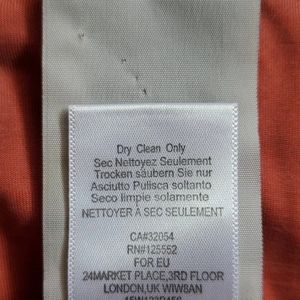 Dry Clean Only
Sec Nettoyez Seulement
Trocken säubern Sie nur
Asciutto Pulisca soltanto
Seco limpie solamente
NETTOYER À SEC SEULEMENT
CA#32054
RN#125552
FOR EU
24MARKET PLACE,3RD FLOOR
LONDON,UK WIW8AN